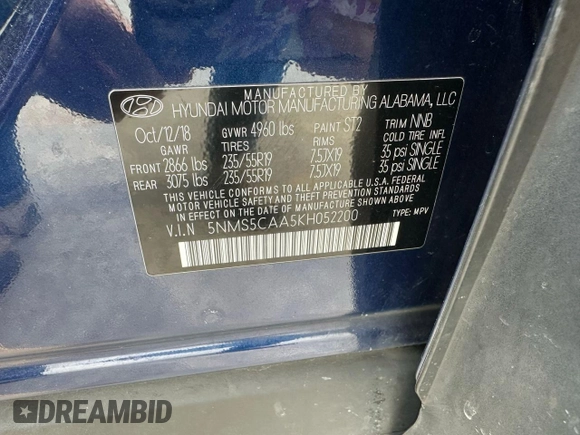 MANUFACTURED BY
HYUNDAI MOTOR MANUFACTURING ALABAMA, LLC
Oct/12/18 GVWR 4960 lbs PAINT ST2 TRIM NNB
GAWR TIRES RIMS COLD TIRE INFL
FRONT 2866 lbs 235/55R19 7.5JX19 35 psi SINGLE
REAR 3075 lbs 235/55R19 7.5JX19 35 psi SINGLE
THIS VEHICLE CONFORMS TO ALL APPLICABLE U.S.A. FEDERAL
MOTOR VEHICLE SAFETY AND THEFT PREVENTION STANDARDS
IN EFFECT ON THE DATE OF MANUFACTURE SHOWN ABOVE.
V.I.N 5NMS5CAA5KH052200 TYPE: MPV
DREAMBID